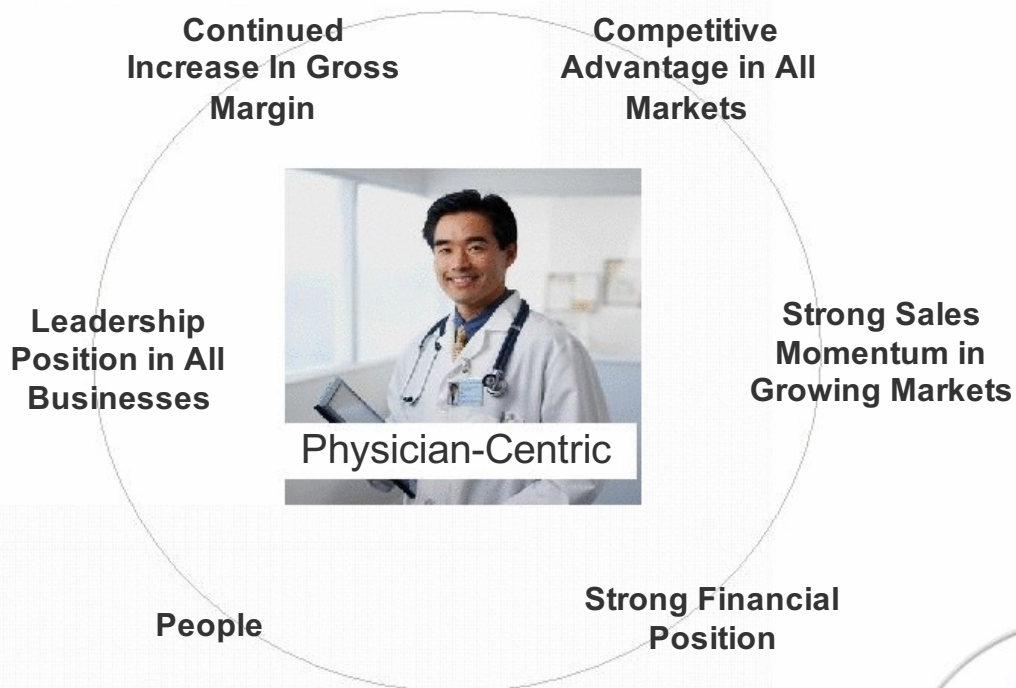 Continued
Increase In Gross
Margin
Competitive
Advantage in All
Markets
Leadership
Position in All
Businesses
Physician-Centric
Strong Sales
Momentum in
Growing Markets
People
Strong Financial
Position